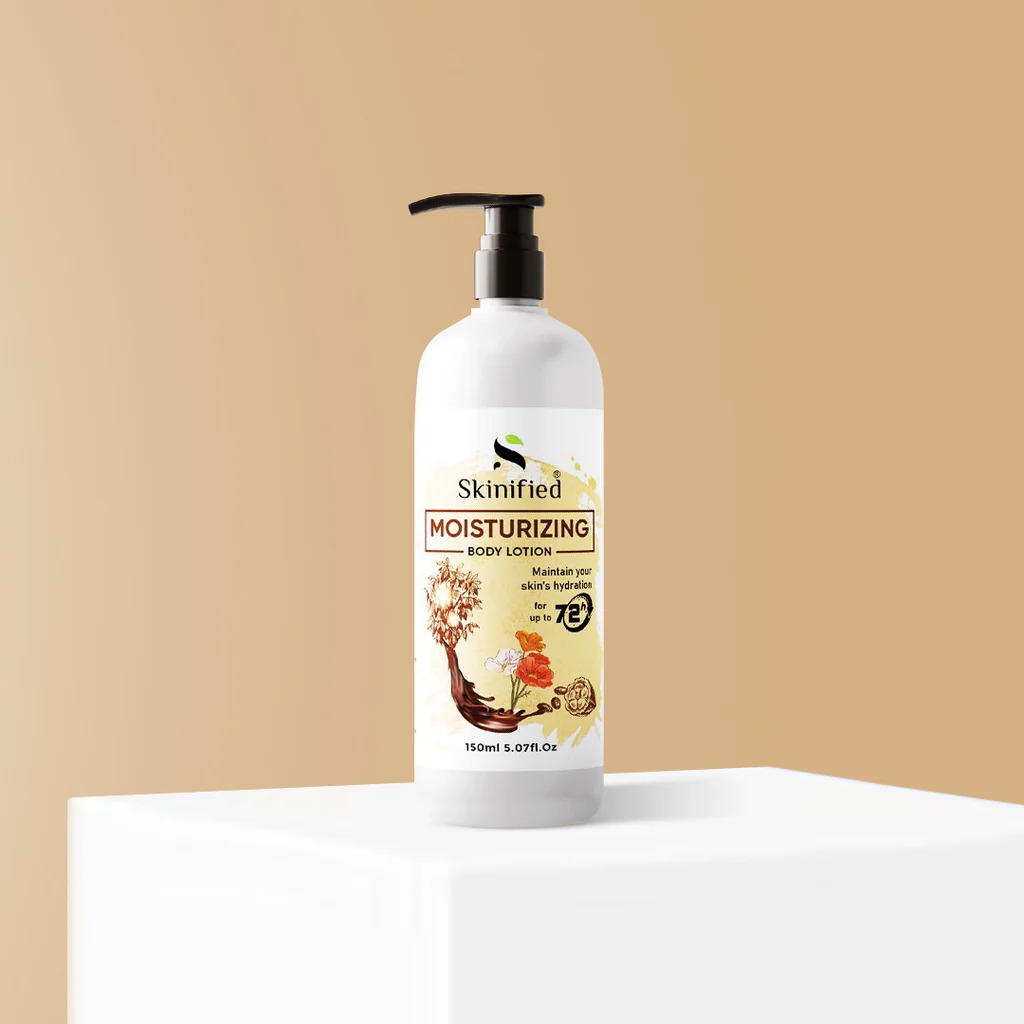 Skinified®
MOISTURIZING
BODY LOTION
Maintain your
skin's hydration
for
up to 72h
150ml 5.07fl.Oz